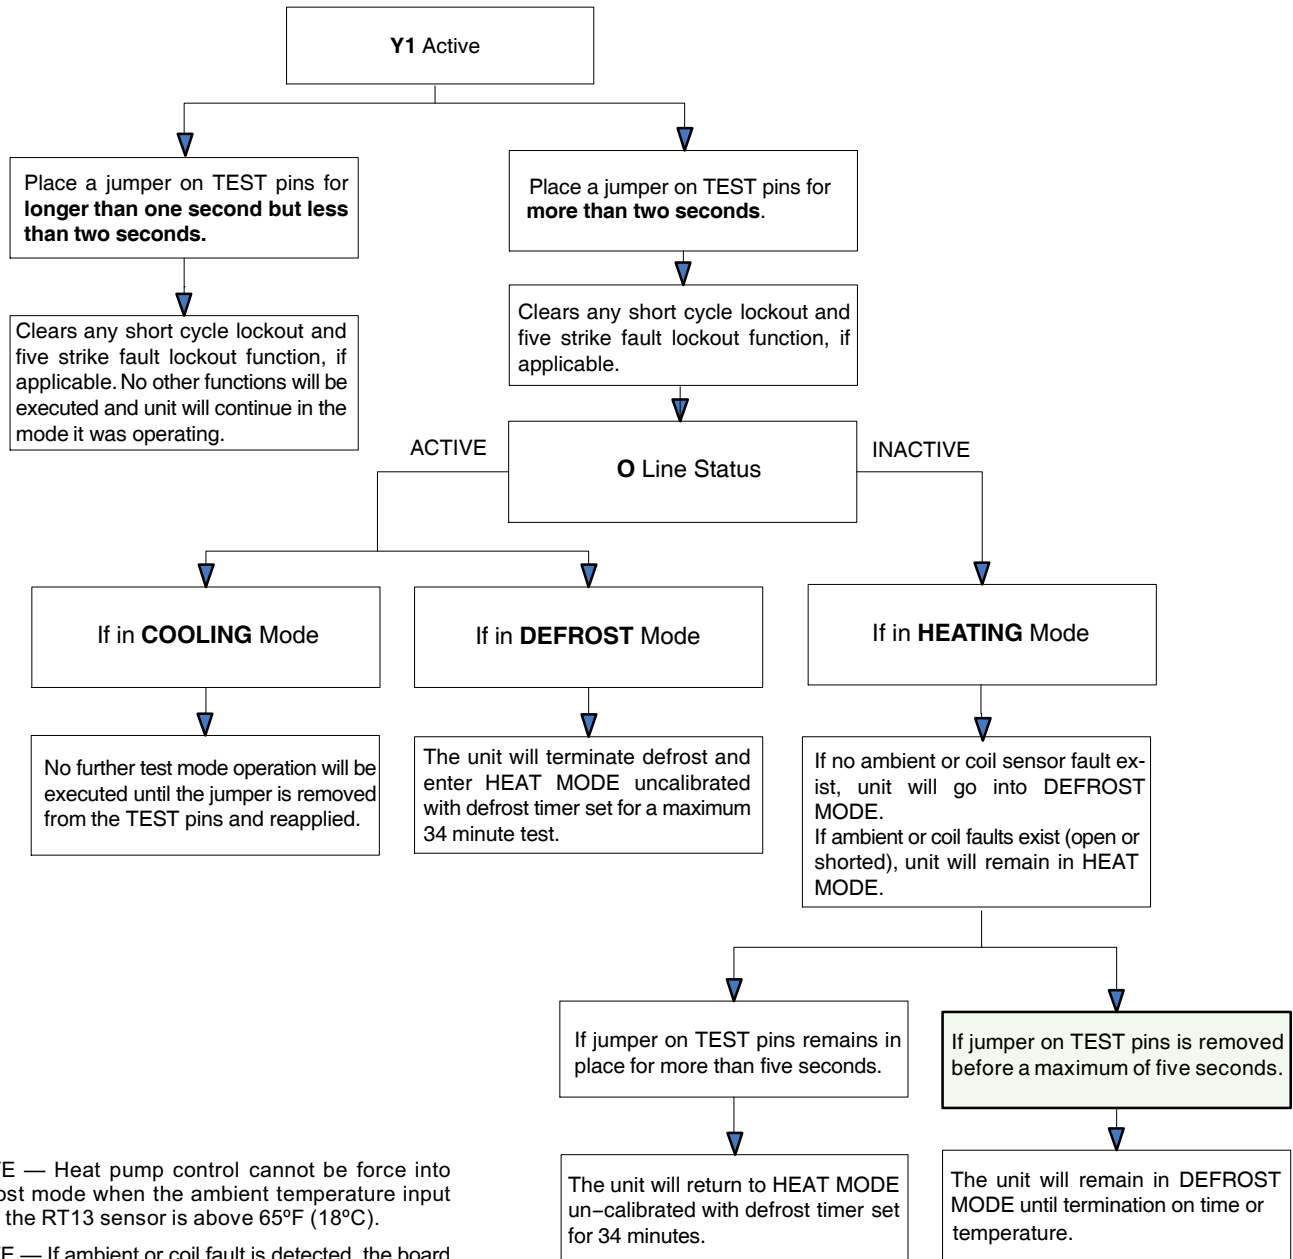 Y1 Active
Place a jumper on TEST pins for
longer than one second but less
than two seconds.
Place a jumper on TEST pins for
more than two seconds.
Clears any short cycle lockout and
five strike fault lockout function, if
applicable. No other functions will be
executed and unit will continue in the
mode it was operating.
Clears any short cycle lockout and
five strike fault lockout function, if
applicable.
ACTIVE
O Line Status
INACTIVE
If in COOLING Mode
If in DEFROST Mode
If in HEATING Mode
No further test mode operation will be
executed until the jumper is removed
from the TEST pins and reapplied.
The unit will terminate defrost and
enter HEAT MODE uncalibrated
with defrost timer set for a maximum
34 minute test.
If no ambient or coil sensor fault ex-
ist, unit will go into DEFROST
MODE.
If ambient or coil faults exist (open or
shorted), unit will remain in HEAT
MODE.
If jumper on TEST pins remains in
place for more than five seconds.
If jumper on TEST pins is removed
before a maximum of five seconds.
The unit will return to HEAT MODE
un-calibrated with defrost timer set
for 34 minutes.
The unit will remain in DEFROST
MODE until termination on time or
temperature.
— Heat pump control cannot be force into
mode when the ambient temperature input
the RT13 sensor is above 65ºF (18ºC).
— If ambient or coil fault is detected, the board